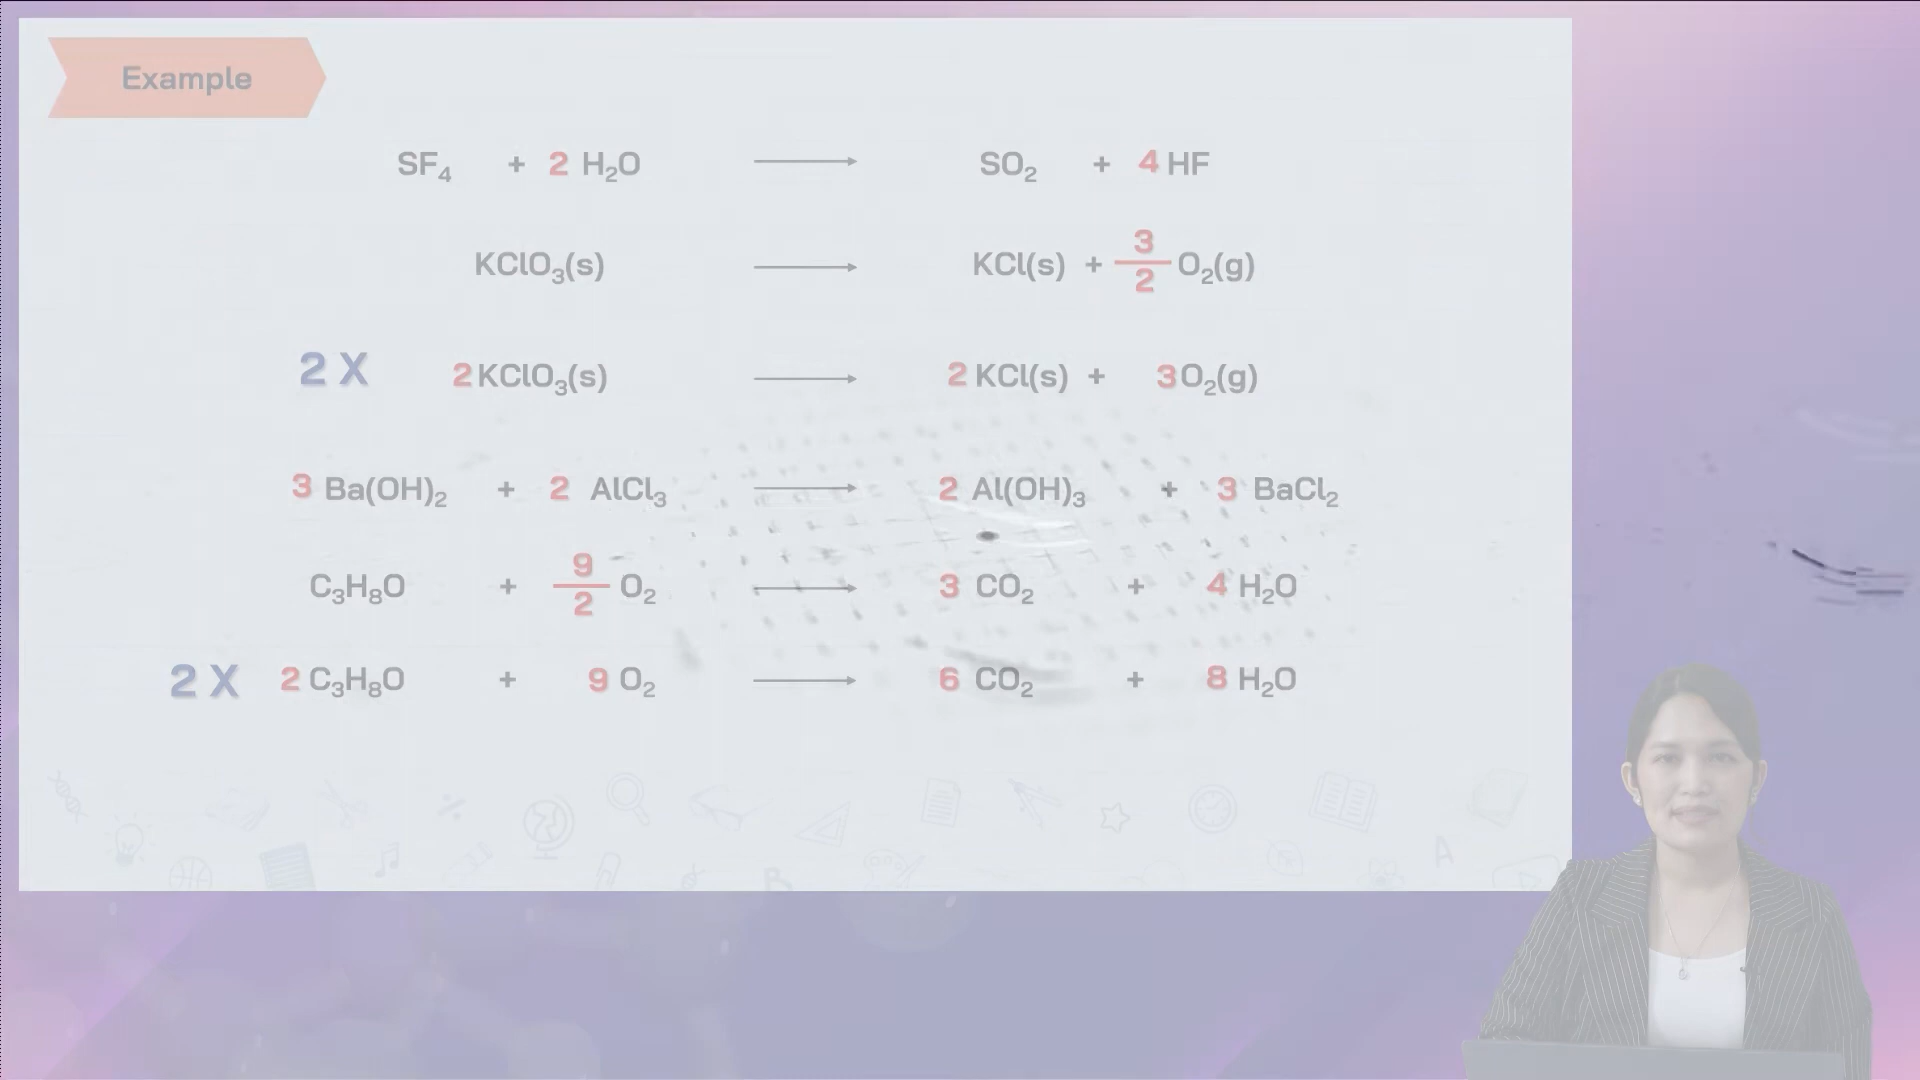 Example
SF₄ + 2 H₂O → SO₂ + 4 HF
KClO₃(s) → KCl(s) + 3/2 O₂(g)
2 X 2 KClO₃(s) → 2 KCl(s) + 3 O₂(g)
3 Ba(OH)₂ + 2 AlCl₃ → 2 Al(OH)₃ + 3 BaCl₂
C₃H₈O + 9/2 O₂ → 3 CO₂ + 4 H₂O
2 X 2 C₃H₈O + 9 O₂ → 6 CO₂ + 8 H₂O
A
B